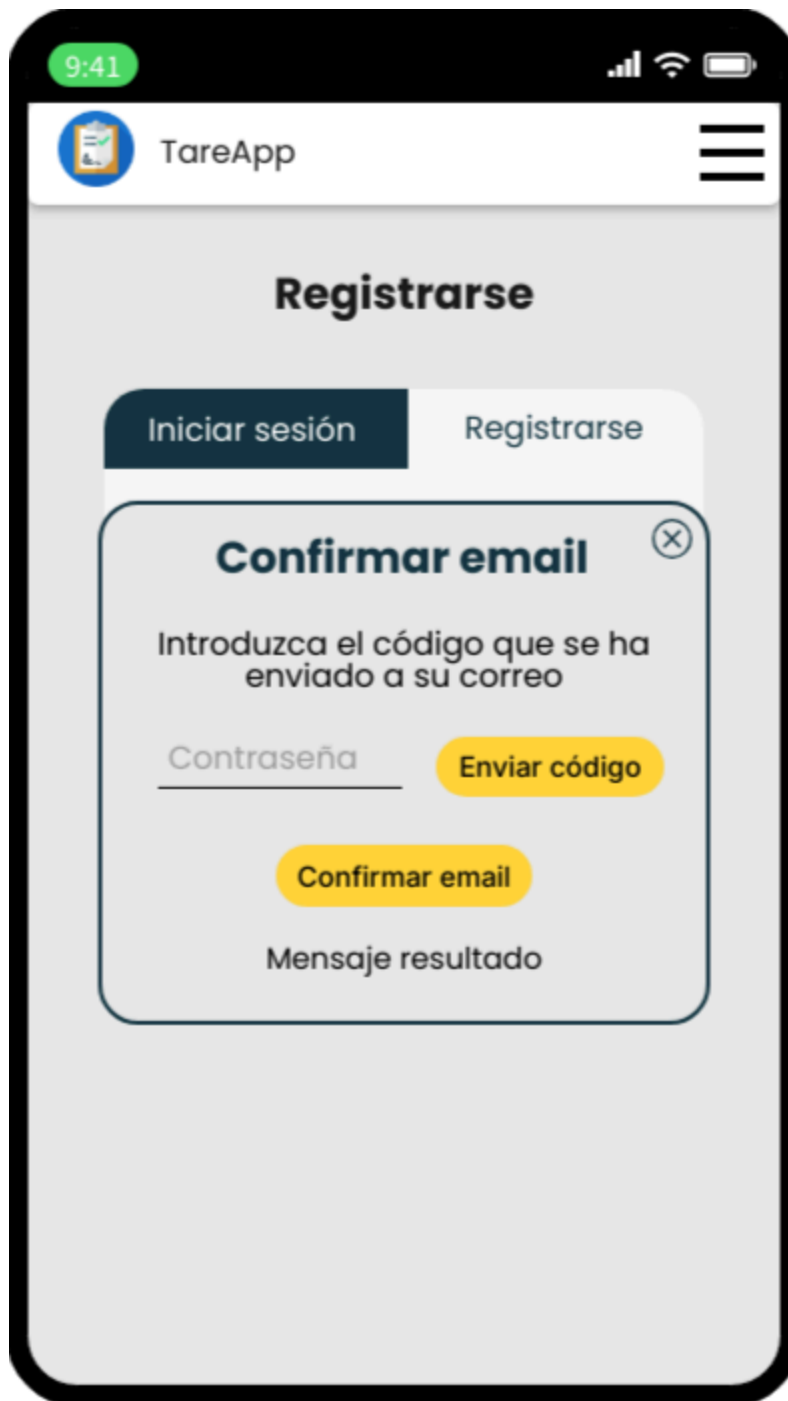 9:41
TareApp
Registrarse
Iniciar sesión
Registrarse
Confirmar email
Introduzca el código que se ha
enviado a su correo
Contraseña
Enviar código
Confirmar email
Mensaje resultado